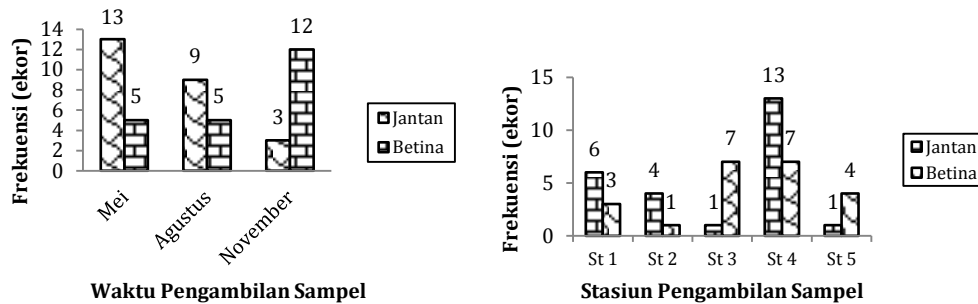 13
12
14
12
10
8
6
4
2
0
9
5
5
3
Frekuensi (ekor)
Mei
Agustus
November
Jantan
Betina
Waktu Pengambilan Sampel
15
10
5
0
13
6
3
4
1
1
7
7
1
4
Frekuensi (ekor)
St 1
St 2
St 3
St 4
St 5
Jantan
Betina
Stasiun Pengambilan Sampel